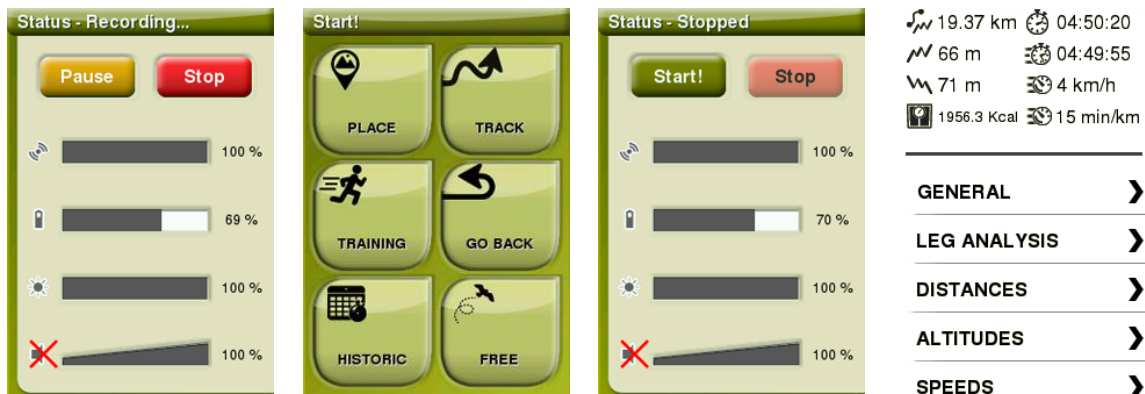 Status - Recording...
Pause Stop
100 %
69 %
100 %
100 %
Start!
PLACE TRACK
TRAINING GO BACK
HISTORIC FREE
Status - Stopped
Start! Stop
100 %
70 %
100 %
100 %
19.37 km 04:50:20
66 m 04:49:55
71 m 4 km/h
1956.3 Kcal 15 min/km
GENERAL
LEG ANALYSIS
DISTANCES
ALTITUDES
SPEEDS